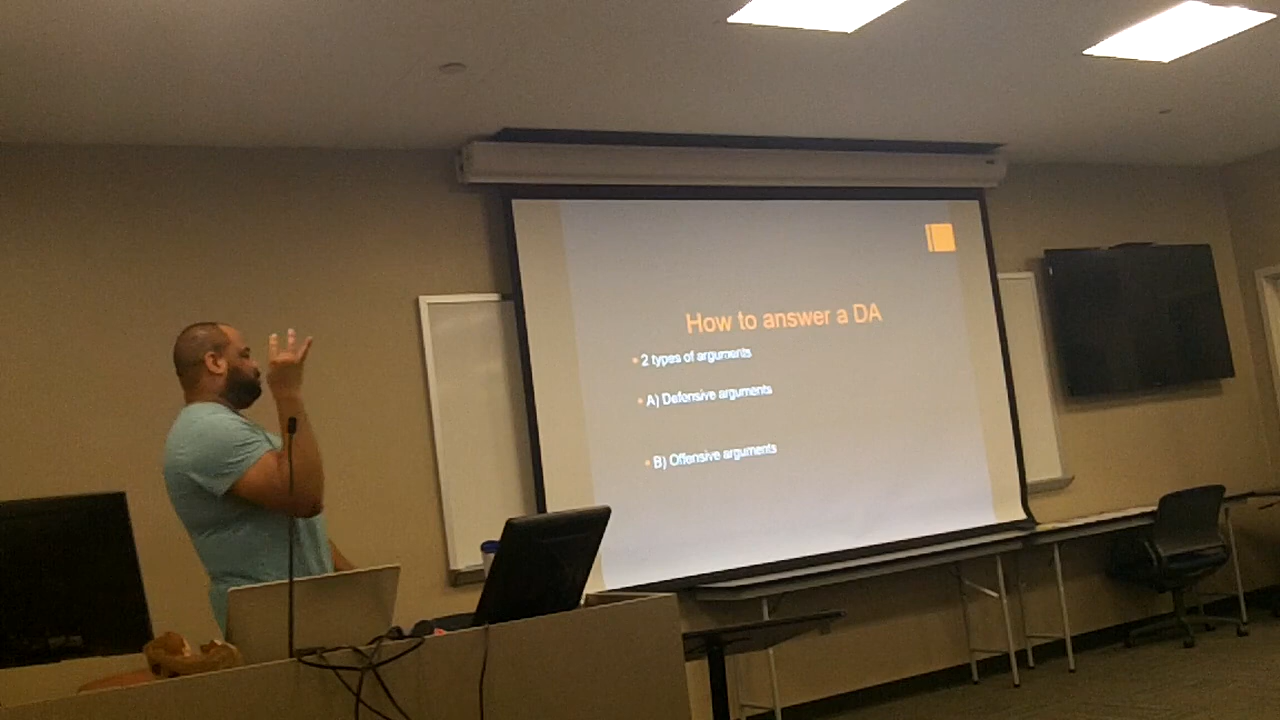 How to answer a DA
2 types of arguments
A) Defensive arguments
B) Offensive arguments